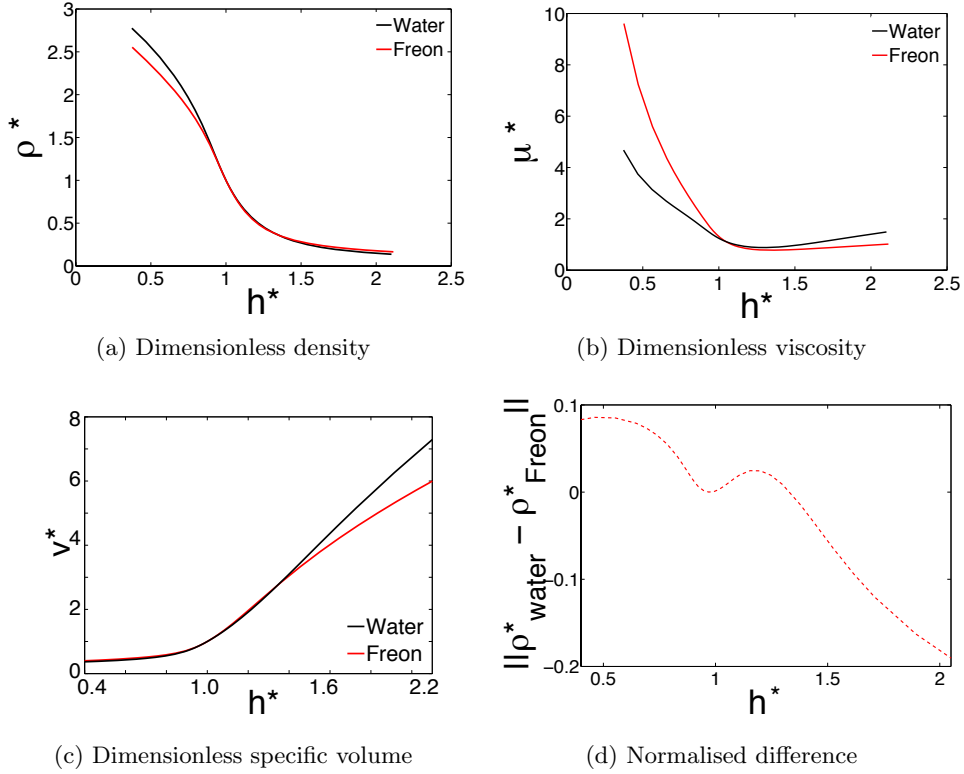 3
2.5
2
1.5
1
0.5
0
0 0.5 1 1.5 2 2.5
ρ*
h*
Water
Freon
(a) Dimensionless density
10
8
6
4
2
0
0 0.5 1 1.5 2 2.5
μ*
h*
Water
Freon
(b) Dimensionless viscosity
8
6
4
2
0
0.4 1.0 1.6 2.2
v*
h*
Water
Freon
(c) Dimensionless specific volume
0.1
0
−0.1
−0.2
0.5 1 1.5 2
||ρ*water − ρ*Freon||
h*
(d) Normalised difference